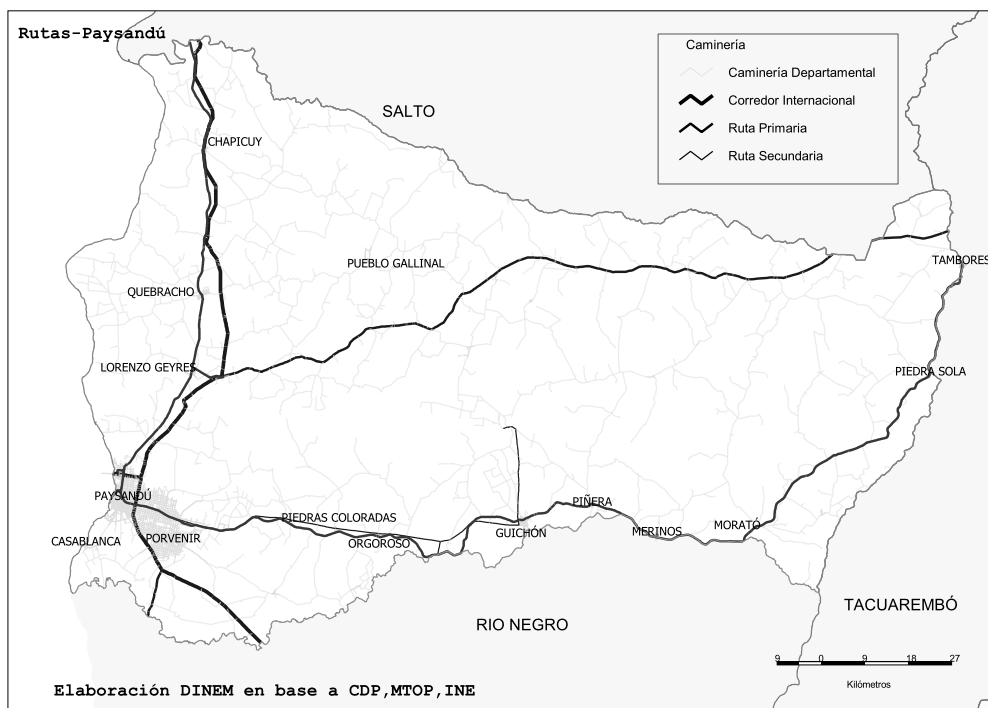 Rutas-Paysandú
Caminería
Caminería Departamental
Corredor Internacional
Ruta Primaria
Ruta Secundaria
SALTO
CHAPICUY
PUEBLO GALLINAL
TAMBORES
QUEBRACHO
LORENZO GEYRES
PIEDRA SOLA
PAYSANDÚ
PIEDRAS COLORADAS
PIÑERA
GUICHÓN
MERINOS
MORATÓ
CASABLANCA
PORVENIR
ORGOROSO
RIO NEGRO
TACUAREMBÓ
9 0 9 18 27
Kilómetros
Elaboración DINEM en base a CDP,MTOP,INE